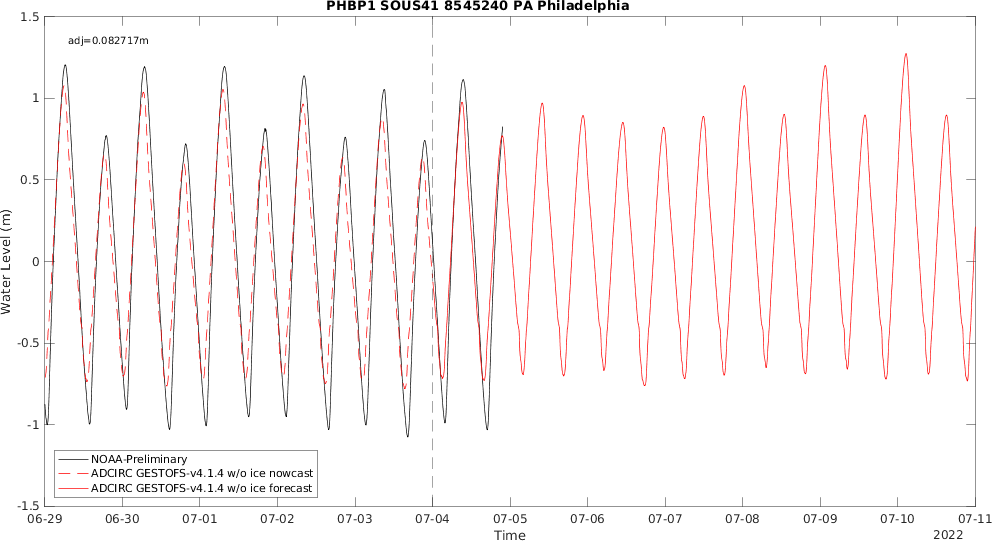 PHBP1 SOUS41 8545240 PA Philadelphia
adj=0.082717m
1.5
1
0.5
0
-0.5
-1
-1.5
Water Level (m)
NOAA-Preliminary
ADCIRC GESTOFS-v4.1.4 w/o ice nowcast
ADCIRC GESTOFS-v4.1.4 w/o ice forecast
06-29 06-30 07-01 07-02 07-03 07-04 07-05 07-06 07-07 07-08 07-09 07-10 07-11
Time
2022